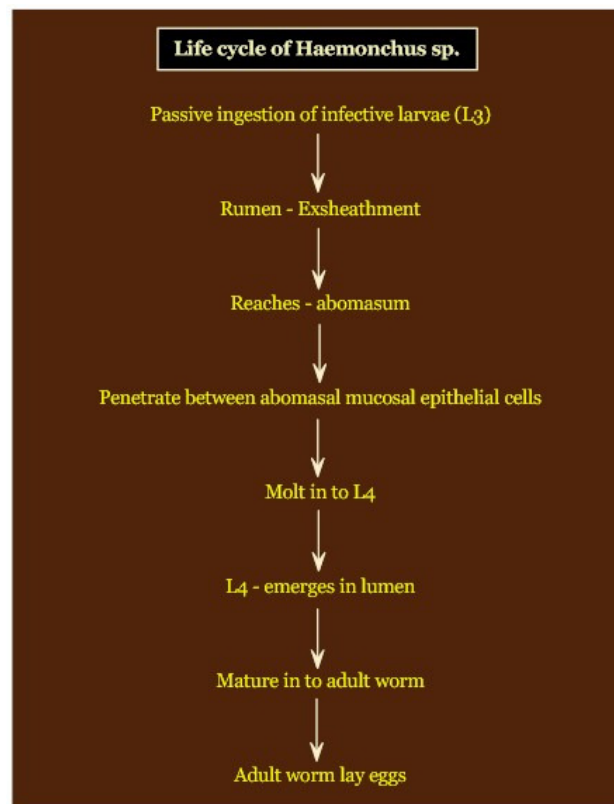 Life cycle of Haemonchus sp.
Passive ingestion of infective larvae (L3)
Rumen - Exsheathment
Reaches - abomasum
Penetrate between abomasal mucosal epithelial cells
Molt in to L4
L4 - emerges in lumen
Mature in to adult worm
Adult worm lay eggs